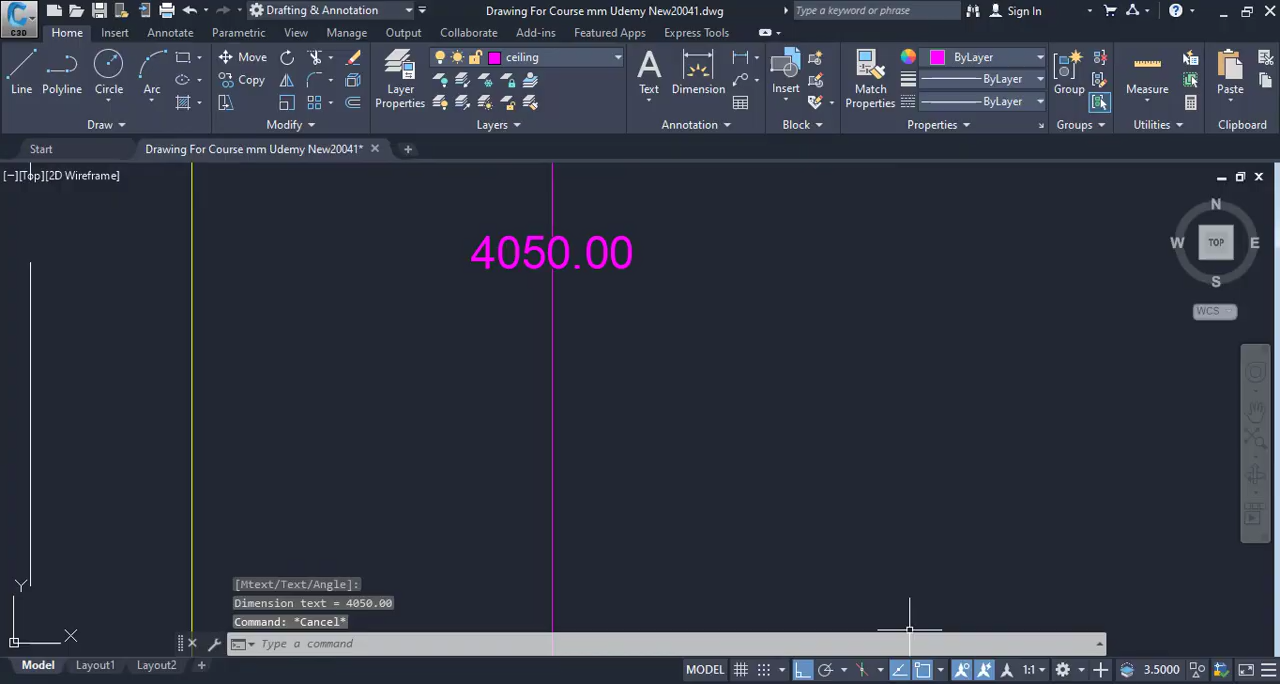 C3D
Drafting & Annotation
Drawing For Course mm Udemy New20041.dwg
Type a keyword or phrase
Sign In
Home Insert Annotate Parametric View Manage Output Collaborate Add-ins Featured Apps Express Tools
Line Polyline Circle Arc
Move
Copy
Layer Properties
ceiling
Text Dimension
Insert
Match Properties
ByLayer
ByLayer
ByLayer
Group
Measure
Paste
Draw Modify Layers Annotation Block Properties Groups Utilities Clipboard
Start Drawing For Course mm Udemy New20041*
[−][Top][2D Wireframe]
N
W TOP E
S
WCS
4050.00
[Mtext/Text/Angle]:
Dimension text = 4050.00
Command: *Cancel*
Y
X
Type a command
Model Layout1 Layout2
MODEL 1:1 3.5000